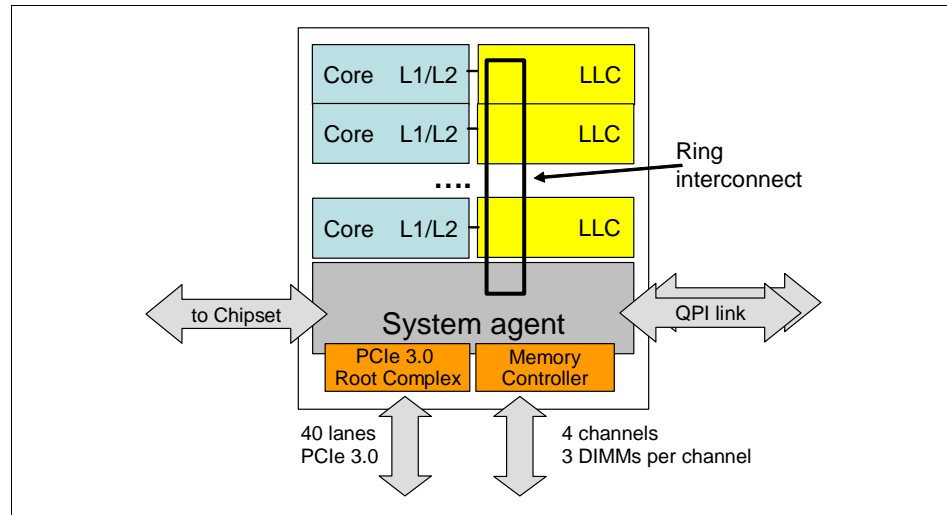 Core L1/L2 LLC
Core L1/L2 LLC
Ring
interconnect
....
Core L1/L2 LLC
to Chipset
QPI link
System agent
PCIe 3.0
Root Complex
Memory
Controller
40 lanes
PCIe 3.0
4 channels
3 DIMMs per channel